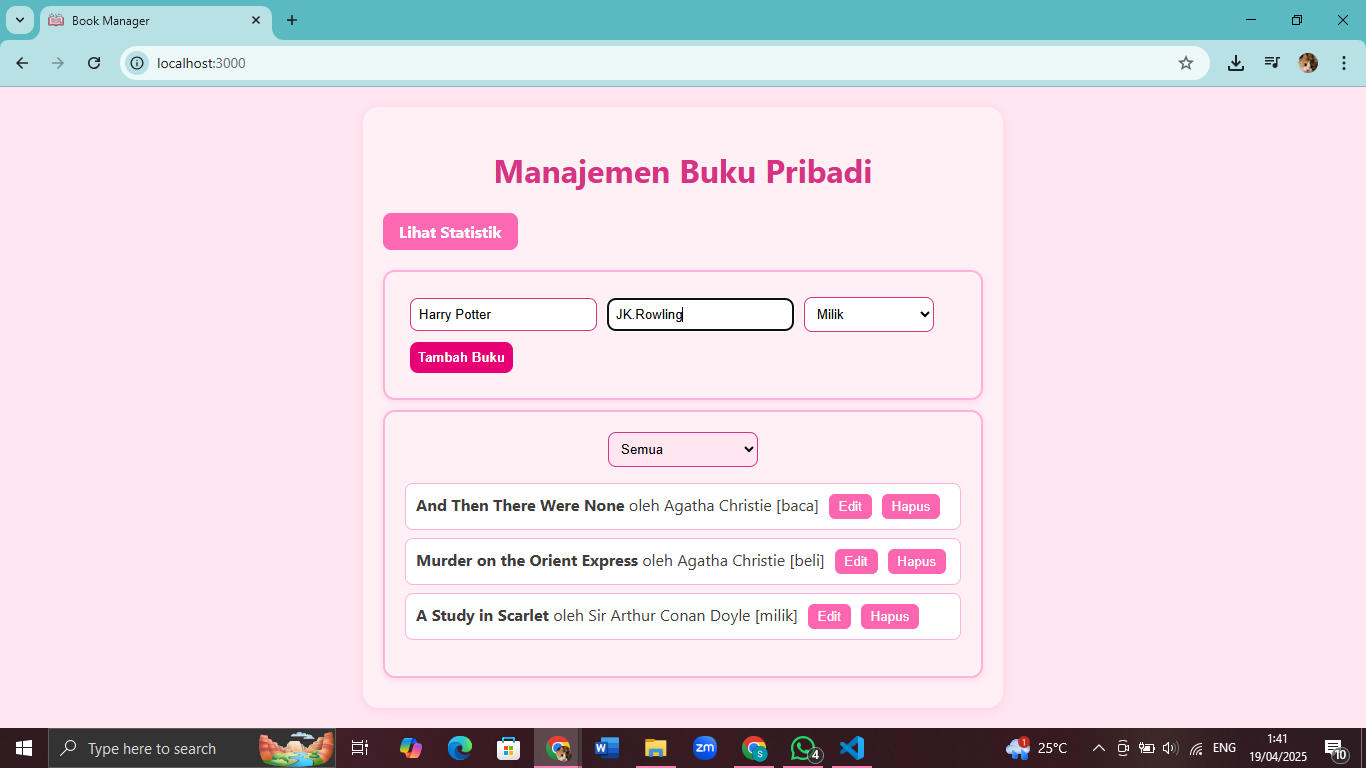 Book Manager
localhost:3000
Manajemen Buku Pribadi
Lihat Statistik
Harry Potter JK.Rowling Milik
Tambah Buku
Semua
And Then There Were None oleh Agatha Christie [baca] Edit Hapus
Murder on the Orient Express oleh Agatha Christie [beli] Edit Hapus
A Study in Scarlet oleh Sir Arthur Conan Doyle [milik] Edit Hapus
Type here to search W zm S 4 1 25°C ENG 1:41
19/04/2025 10